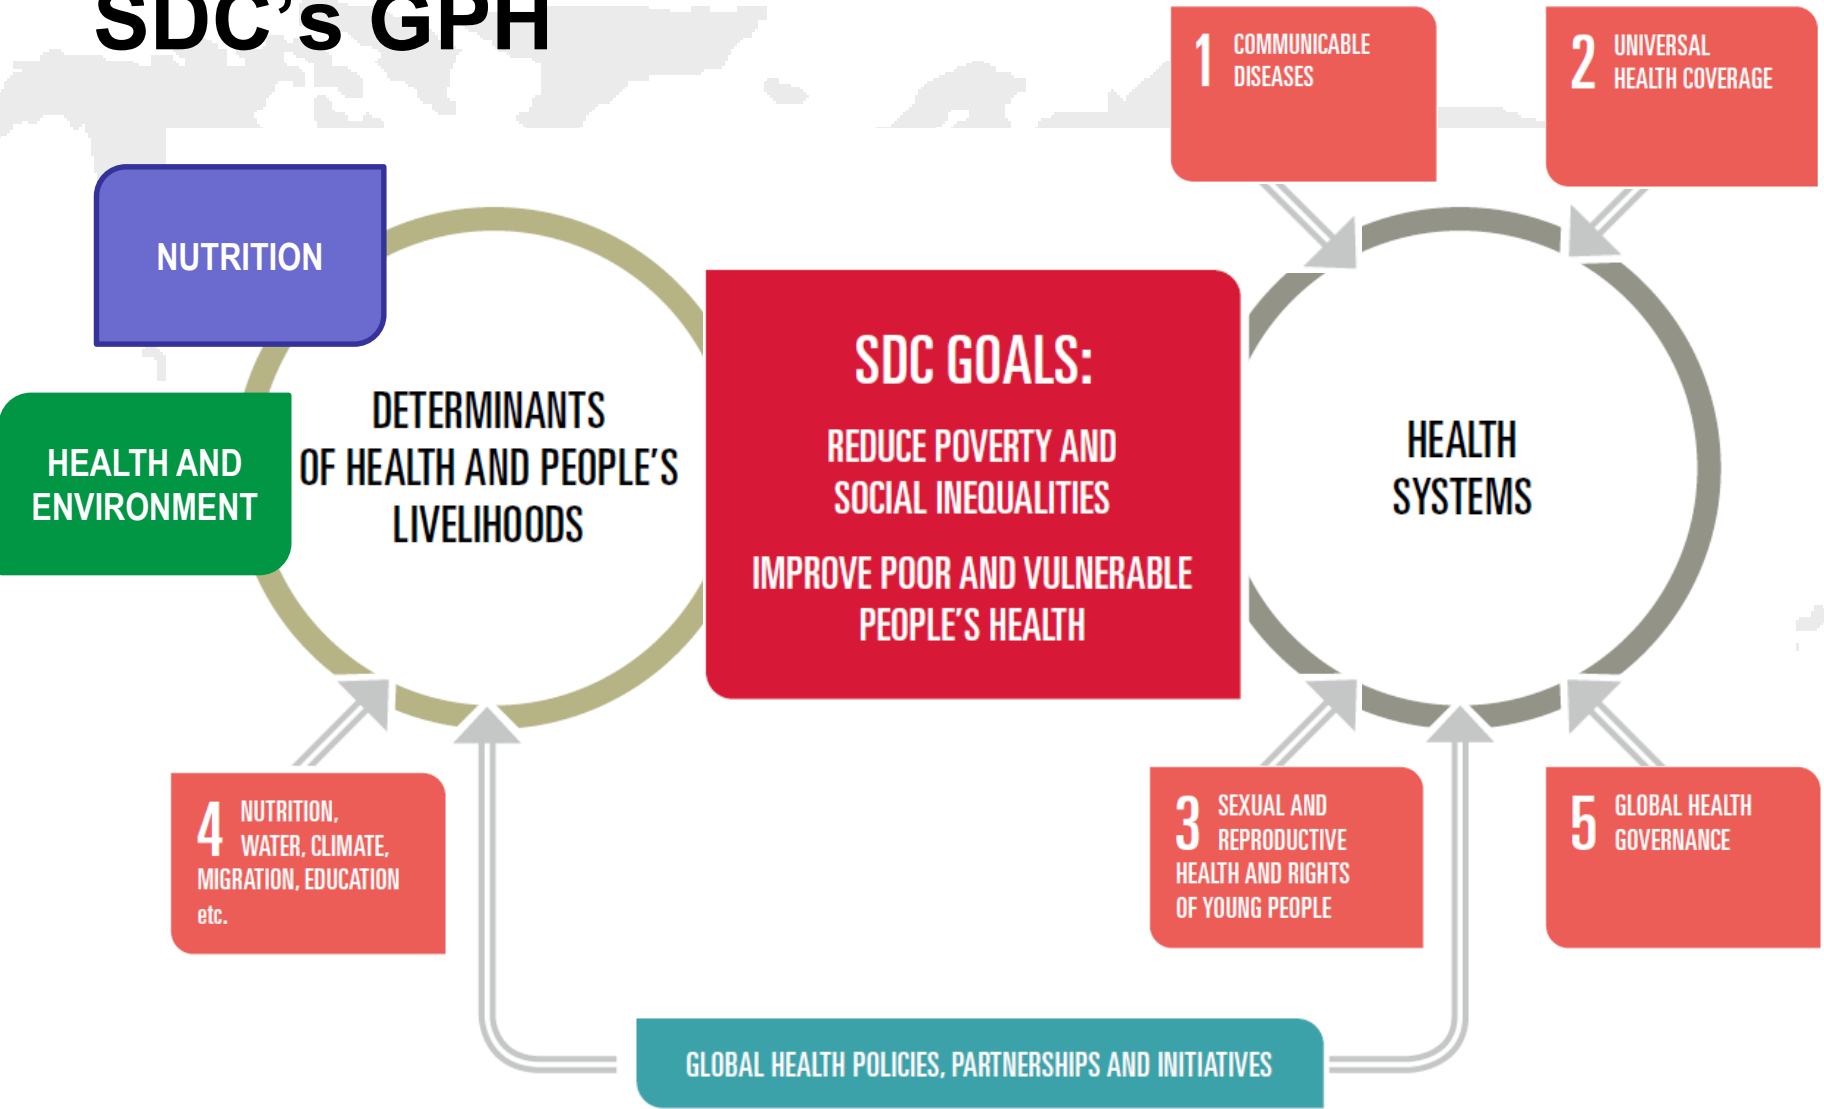 SDC's GPH
1 COMMUNICABLE
DISEASES
2 UNIVERSAL
HEALTH COVERAGE
NUTRITION
HEALTH AND
ENVIRONMENT
DETERMINANTS
OF HEALTH AND PEOPLE'S
LIVELIHOODS
SDC GOALS:
REDUCE POVERTY AND
SOCIAL INEQUALITIES
IMPROVE POOR AND VULNERABLE
PEOPLE'S HEALTH
HEALTH
SYSTEMS
4 NUTRITION,
WATER, CLIMATE,
MIGRATION, EDUCATION
etc.
3 SEXUAL AND
REPRODUCTIVE
HEALTH AND RIGHTS
OF YOUNG PEOPLE
5 GLOBAL HEALTH
GOVERNANCE
GLOBAL HEALTH POLICIES, PARTNERSHIPS AND INITIATIVES